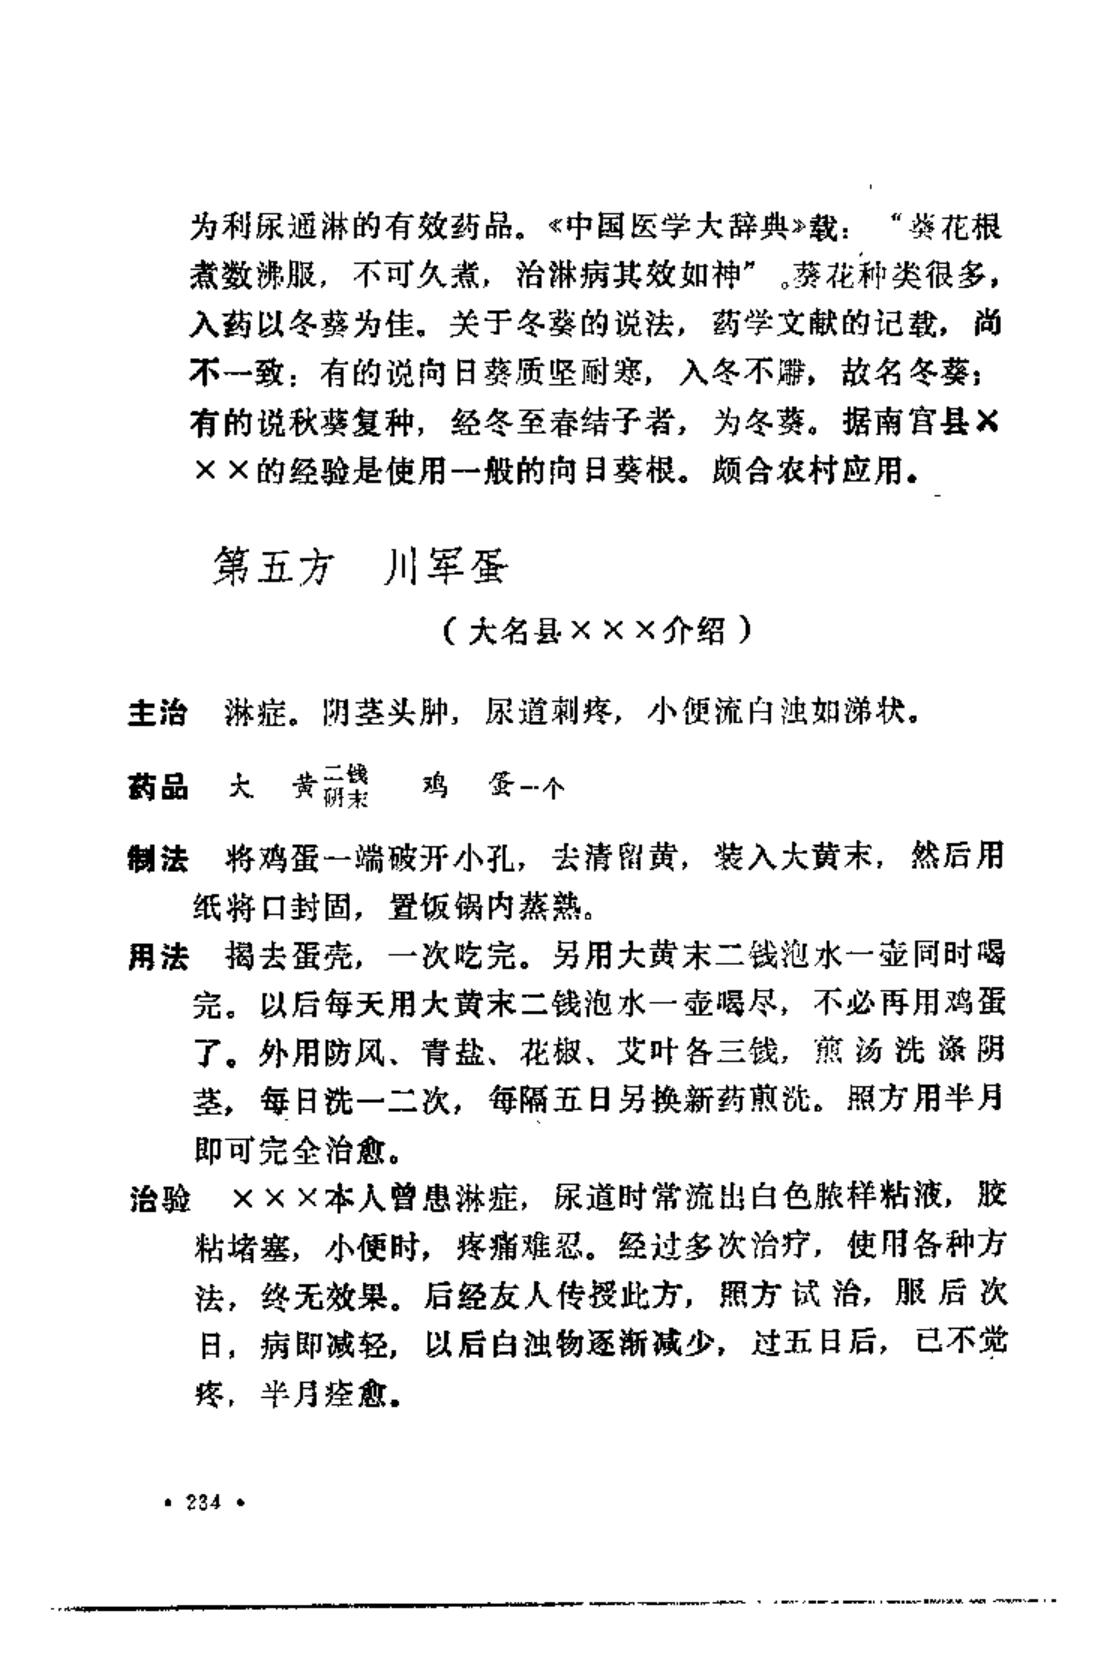 为利尿通淋的有效药品。《中国医学大辞典》载：“葵花根
煮数沸服，不可久煮，治淋病其效如神”。葵花种类很多，
入药以冬葵为佳。关于冬葵的说法，药学文献的记载，尚
不一致：有的说向日葵质坚耐寒，入冬不凋，故名冬葵；
有的说秋葵复种，经冬至春结子者，为冬葵。据南宫县×
××的经验是使用一般的向日葵根。颇合农村应用。
第五方 川军蛋
（大名县×××介绍）
主治 淋症。阴茎头肿，尿道刺疼，小便流白浊如涕状。
药品 大 黄二钱研末 鸡 蛋一个
制法 将鸡蛋一端破开小孔，去清留黄，装入大黄末，然后用
纸将口封固，置饭锅内蒸熟。
用法 揭去蛋壳，一次吃完。另用大黄末二钱泡水一壶同时喝
完。以后每天用大黄末二钱泡水一壶喝尽，不必再用鸡蛋
了。外用防风、青盐、花椒、艾叶各三钱，煎汤洗涤阴
茎，每日洗一二次，每隔五日另换新药煎洗。照方用半月
即可完全治愈。
治验 ×××本人曾患淋症，尿道时常流出白色脓样粘液，胶
粘堵塞，小便时，疼痛难忍。经过多次治疗，使用各种方
法，终无效果。后经友人传授此方，照方试治，服后次
日，病即减轻，以后白浊物逐渐减少，过五日后，已不觉
疼，半月痊愈。
• 234 •